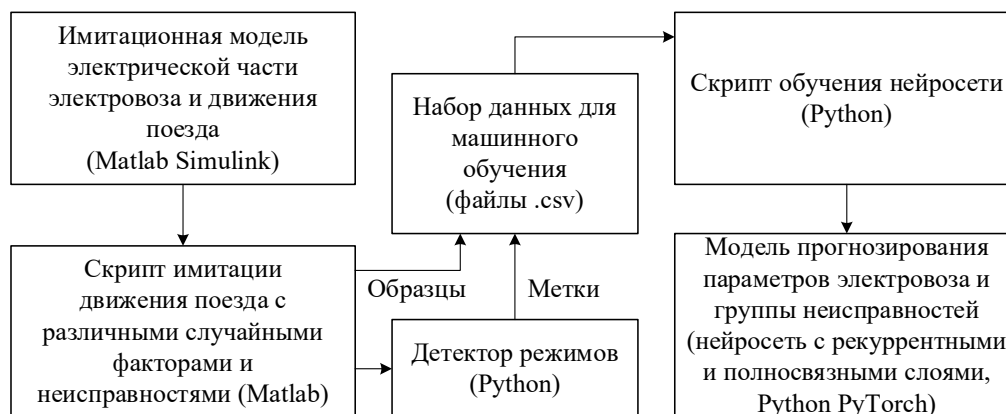 Имитационная модель
электрической части
электровоза и движения
поезда
(Matlab Simulink)
Скрипт имитации
движения поезда с
различными случайными
факторами и
неисправностями (Matlab)
Образцы
Метки
Детектор режимов
(Python)
Набор данных для
машинного
обучения
(файлы .csv)
Скрипт обучения нейросети
(Python)
Модель прогнозирования
параметров электровоза и
группы неисправностей
(нейросеть с рекуррентными
и полносвязными слоями,
Python PyTorch)